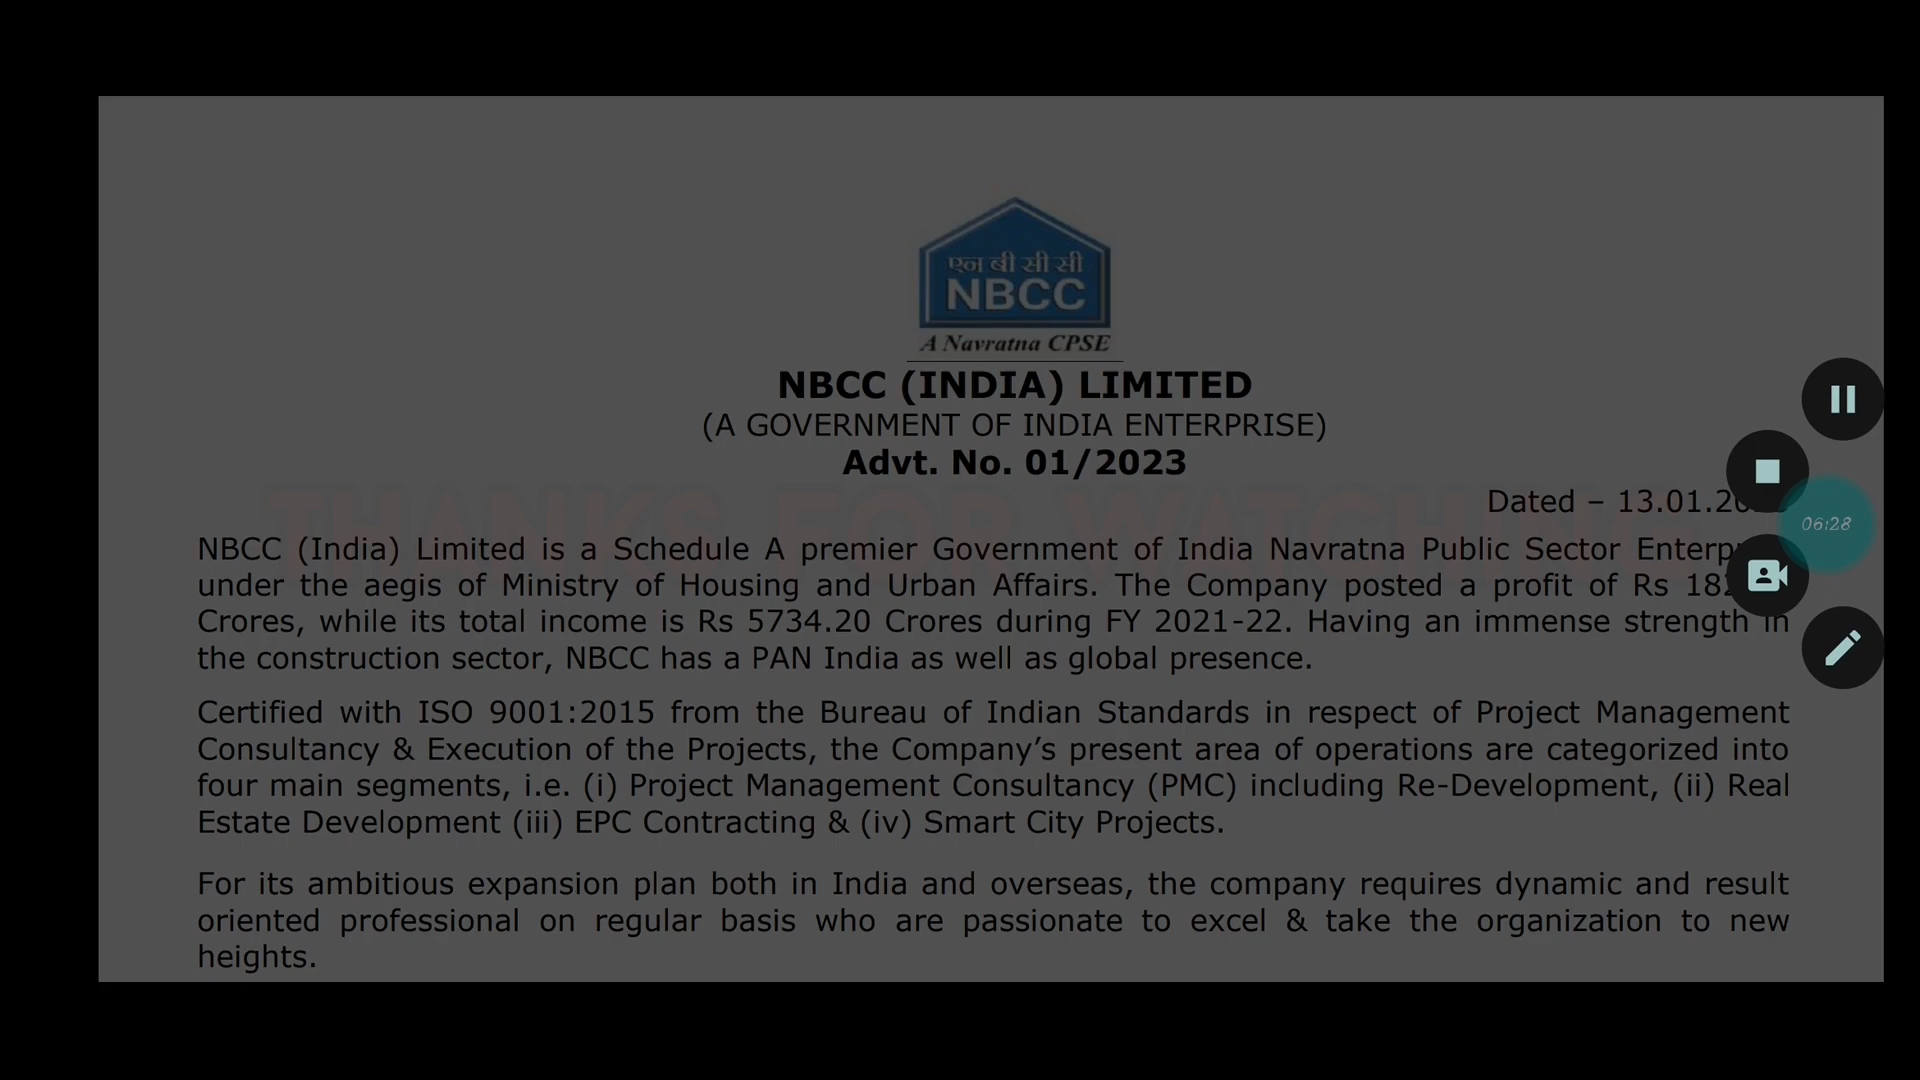 एन बी सी सी
NBCC
A Navratna CPSE
NBCC (INDIA) LIMITED
(A GOVERNMENT OF INDIA ENTERPRISE)
Advt. No. 01/2023
THANKS FOR WATCHING
Dated – 13.01.
06:28
NBCC (India) Limited is a Schedule A premier Government of India Navratna Public Sector
under the aegis of Ministry of Housing and Urban Affairs. The Company posted a profit of Rs
Crores, while its total income is Rs 5734.20 Crores during FY 2021-22. Having an immense strength in
the construction sector, NBCC has a PAN India as well as global presence.
Certified with ISO 9001:2015 from the Bureau of Indian Standards in respect of Project Management
Consultancy & Execution of the Projects, the Company’s present area of operations are categorized into
four main segments, i.e. (i) Project Management Consultancy (PMC) including Re-Development, (ii) Real
Estate Development (iii) EPC Contracting & (iv) Smart City Projects.
For its ambitious expansion plan both in India and overseas, the company requires dynamic and result
oriented professional on regular basis who are passionate to excel & take the organization to new
heights.